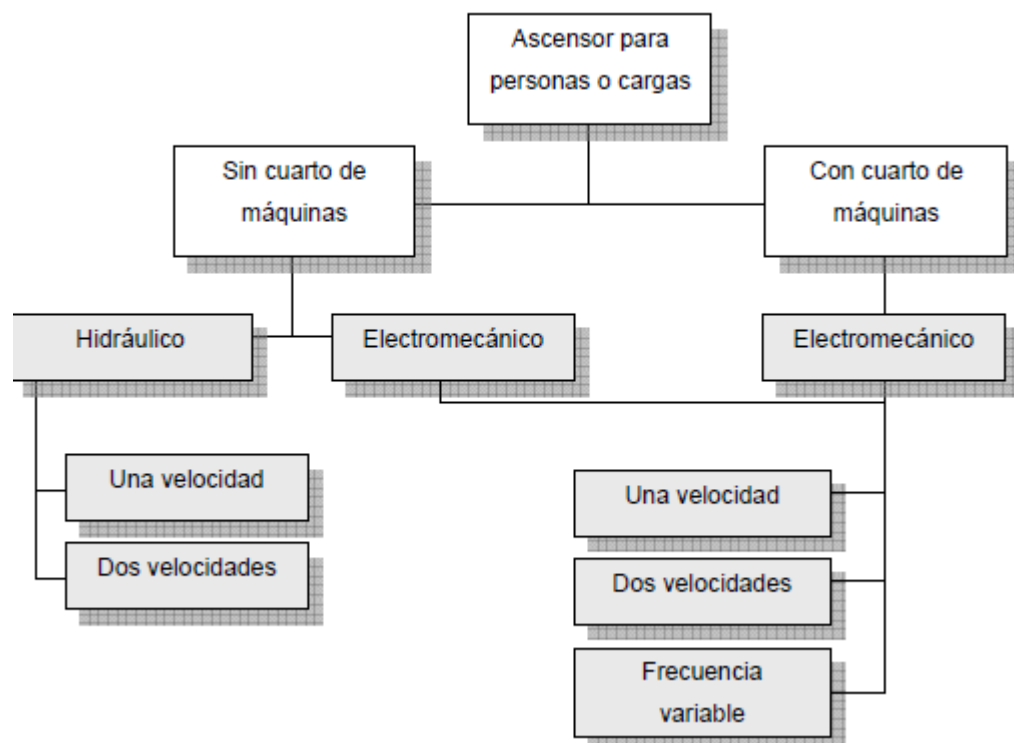 Ascensor para
personas o cargas
Sin cuarto de
máquinas
Con cuarto de
máquinas
Hidráulico
Electromecánico
Electromecánico
Una velocidad
Dos velocidades
Una velocidad
Dos velocidades
Frecuencia
variable